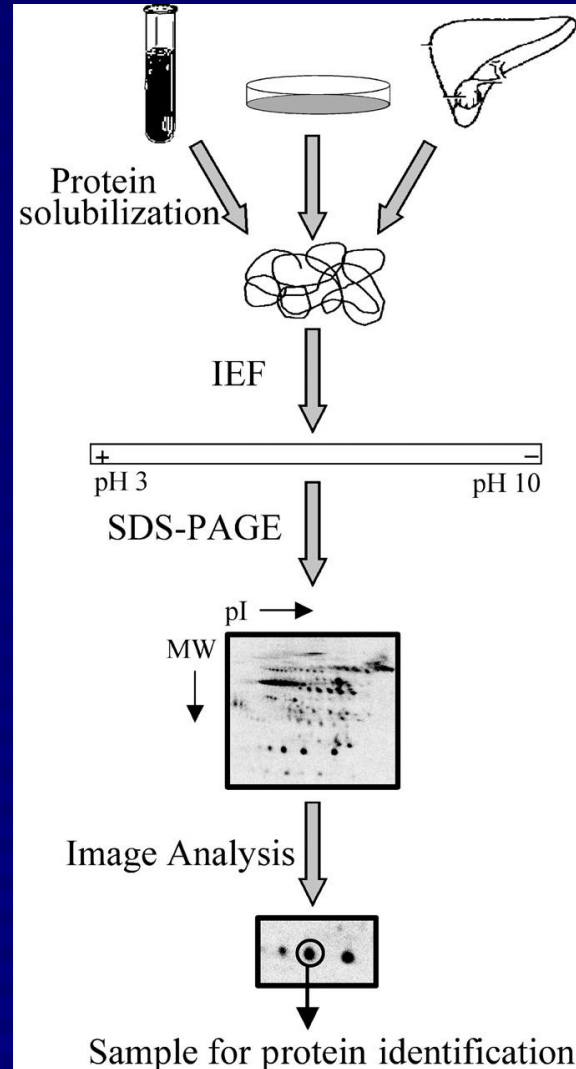 Protein
solubilization
IEF
+ −
pH 3 pH 10
SDS-PAGE
pI
MW
Image Analysis
Sample for protein identification